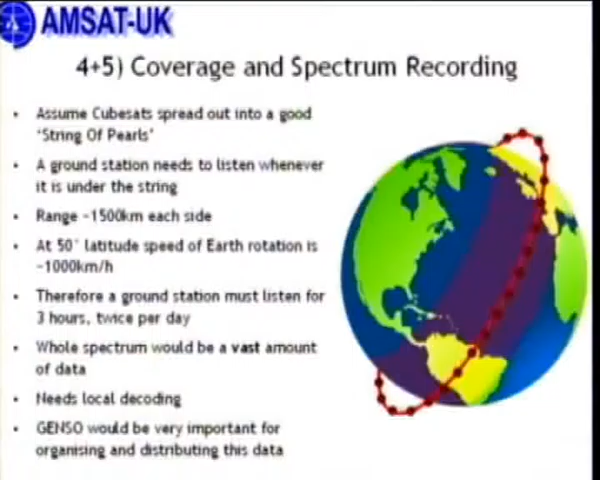 AMSAT-UK
4+5) Coverage and Spectrum Recording
• Assume Cubesats spread out into a good
'String Of Pearls'
• A ground station needs to listen whenever
it is under the string
• Range ~1500km each side
• At 50° latitude speed of Earth rotation is
~1000km/h
• Therefore a ground station must listen for
3 hours, twice per day
• Whole spectrum would be a vast amount
of data
• Needs local decoding
• GENSO would be very important for
organising and distributing this data